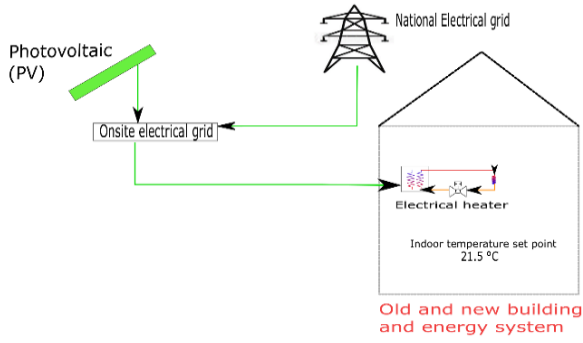 National Electrical grid
Photovoltaic
(PV)
Onsite electrical grid
Electrical heater
Indoor temperature set point
21.5 °C
Old and new building
and energy system